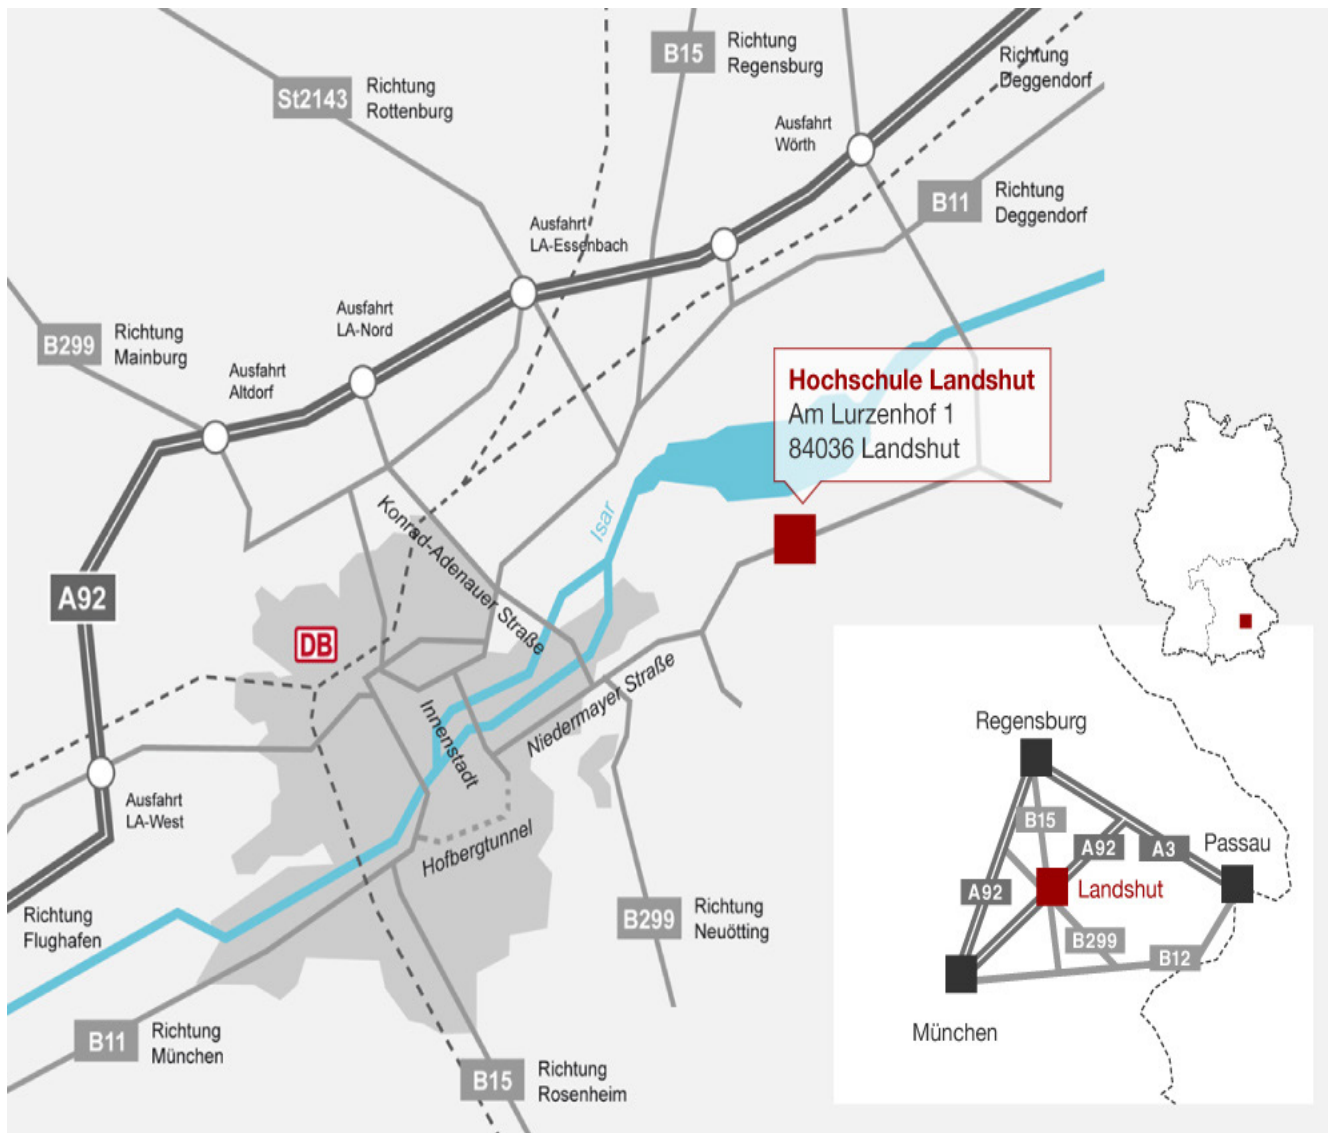 B15
Richtung
Regensburg
Richtung
Deggendorf
St2143
Richtung
Rottenburg
Ausfahrt
Wörth
B11
Richtung
Deggendorf
Ausfahrt
LA-Essenbach
Ausfahrt
LA-Nord
B299
Richtung
Mainburg
Ausfahrt
Altdorf
Hochschule Landshut
Am Lurzenhof 1
84036 Landshut
Konrad-Adenauer Straße
Isar
A92
DB
Niedermayer Straße
Innenstadt
Ausfahrt
LA-West
Hofbergtunnel
Richtung
Flughafen
B299
Richtung
Neuötting
B11
Richtung
München
B15
Richtung
Rosenheim
Regensburg
B15
A92
A3
Passau
A92
Landshut
B299
B12
München